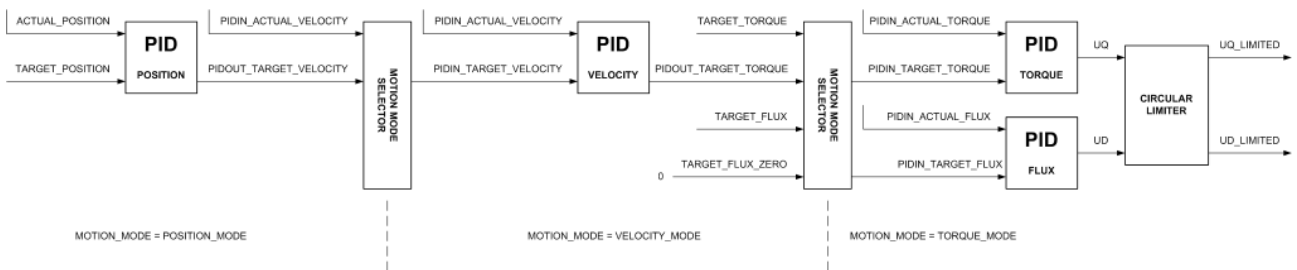 ACTUAL_POSITION
TARGET_POSITION
PID
POSITION
PIDIN_ACTUAL_VELOCITY
PIDOUT_TARGET_VELOCITY
MOTION MODE
SELECTOR
PIDIN_ACTUAL_VELOCITY
PIDIN_TARGET_VELOCITY
PID
VELOCITY
PIDOUT_TARGET_TORQUE
TARGET_TORQUE
TARGET_FLUX
0
TARGET_FLUX_ZERO
MOTION MODE
SELECTOR
PIDIN_ACTUAL_TORQUE
PIDIN_TARGET_TORQUE
PIDIN_ACTUAL_FLUX
PIDIN_TARGET_FLUX
PID
TORQUE
PID
FLUX
UQ
UD
CIRCULAR
LIMITER
UQ_LIMITED
UD_LIMITED
MOTION_MODE = POSITION_MODE
MOTION_MODE = VELOCITY_MODE
MOTION_MODE = TORQUE_MODE